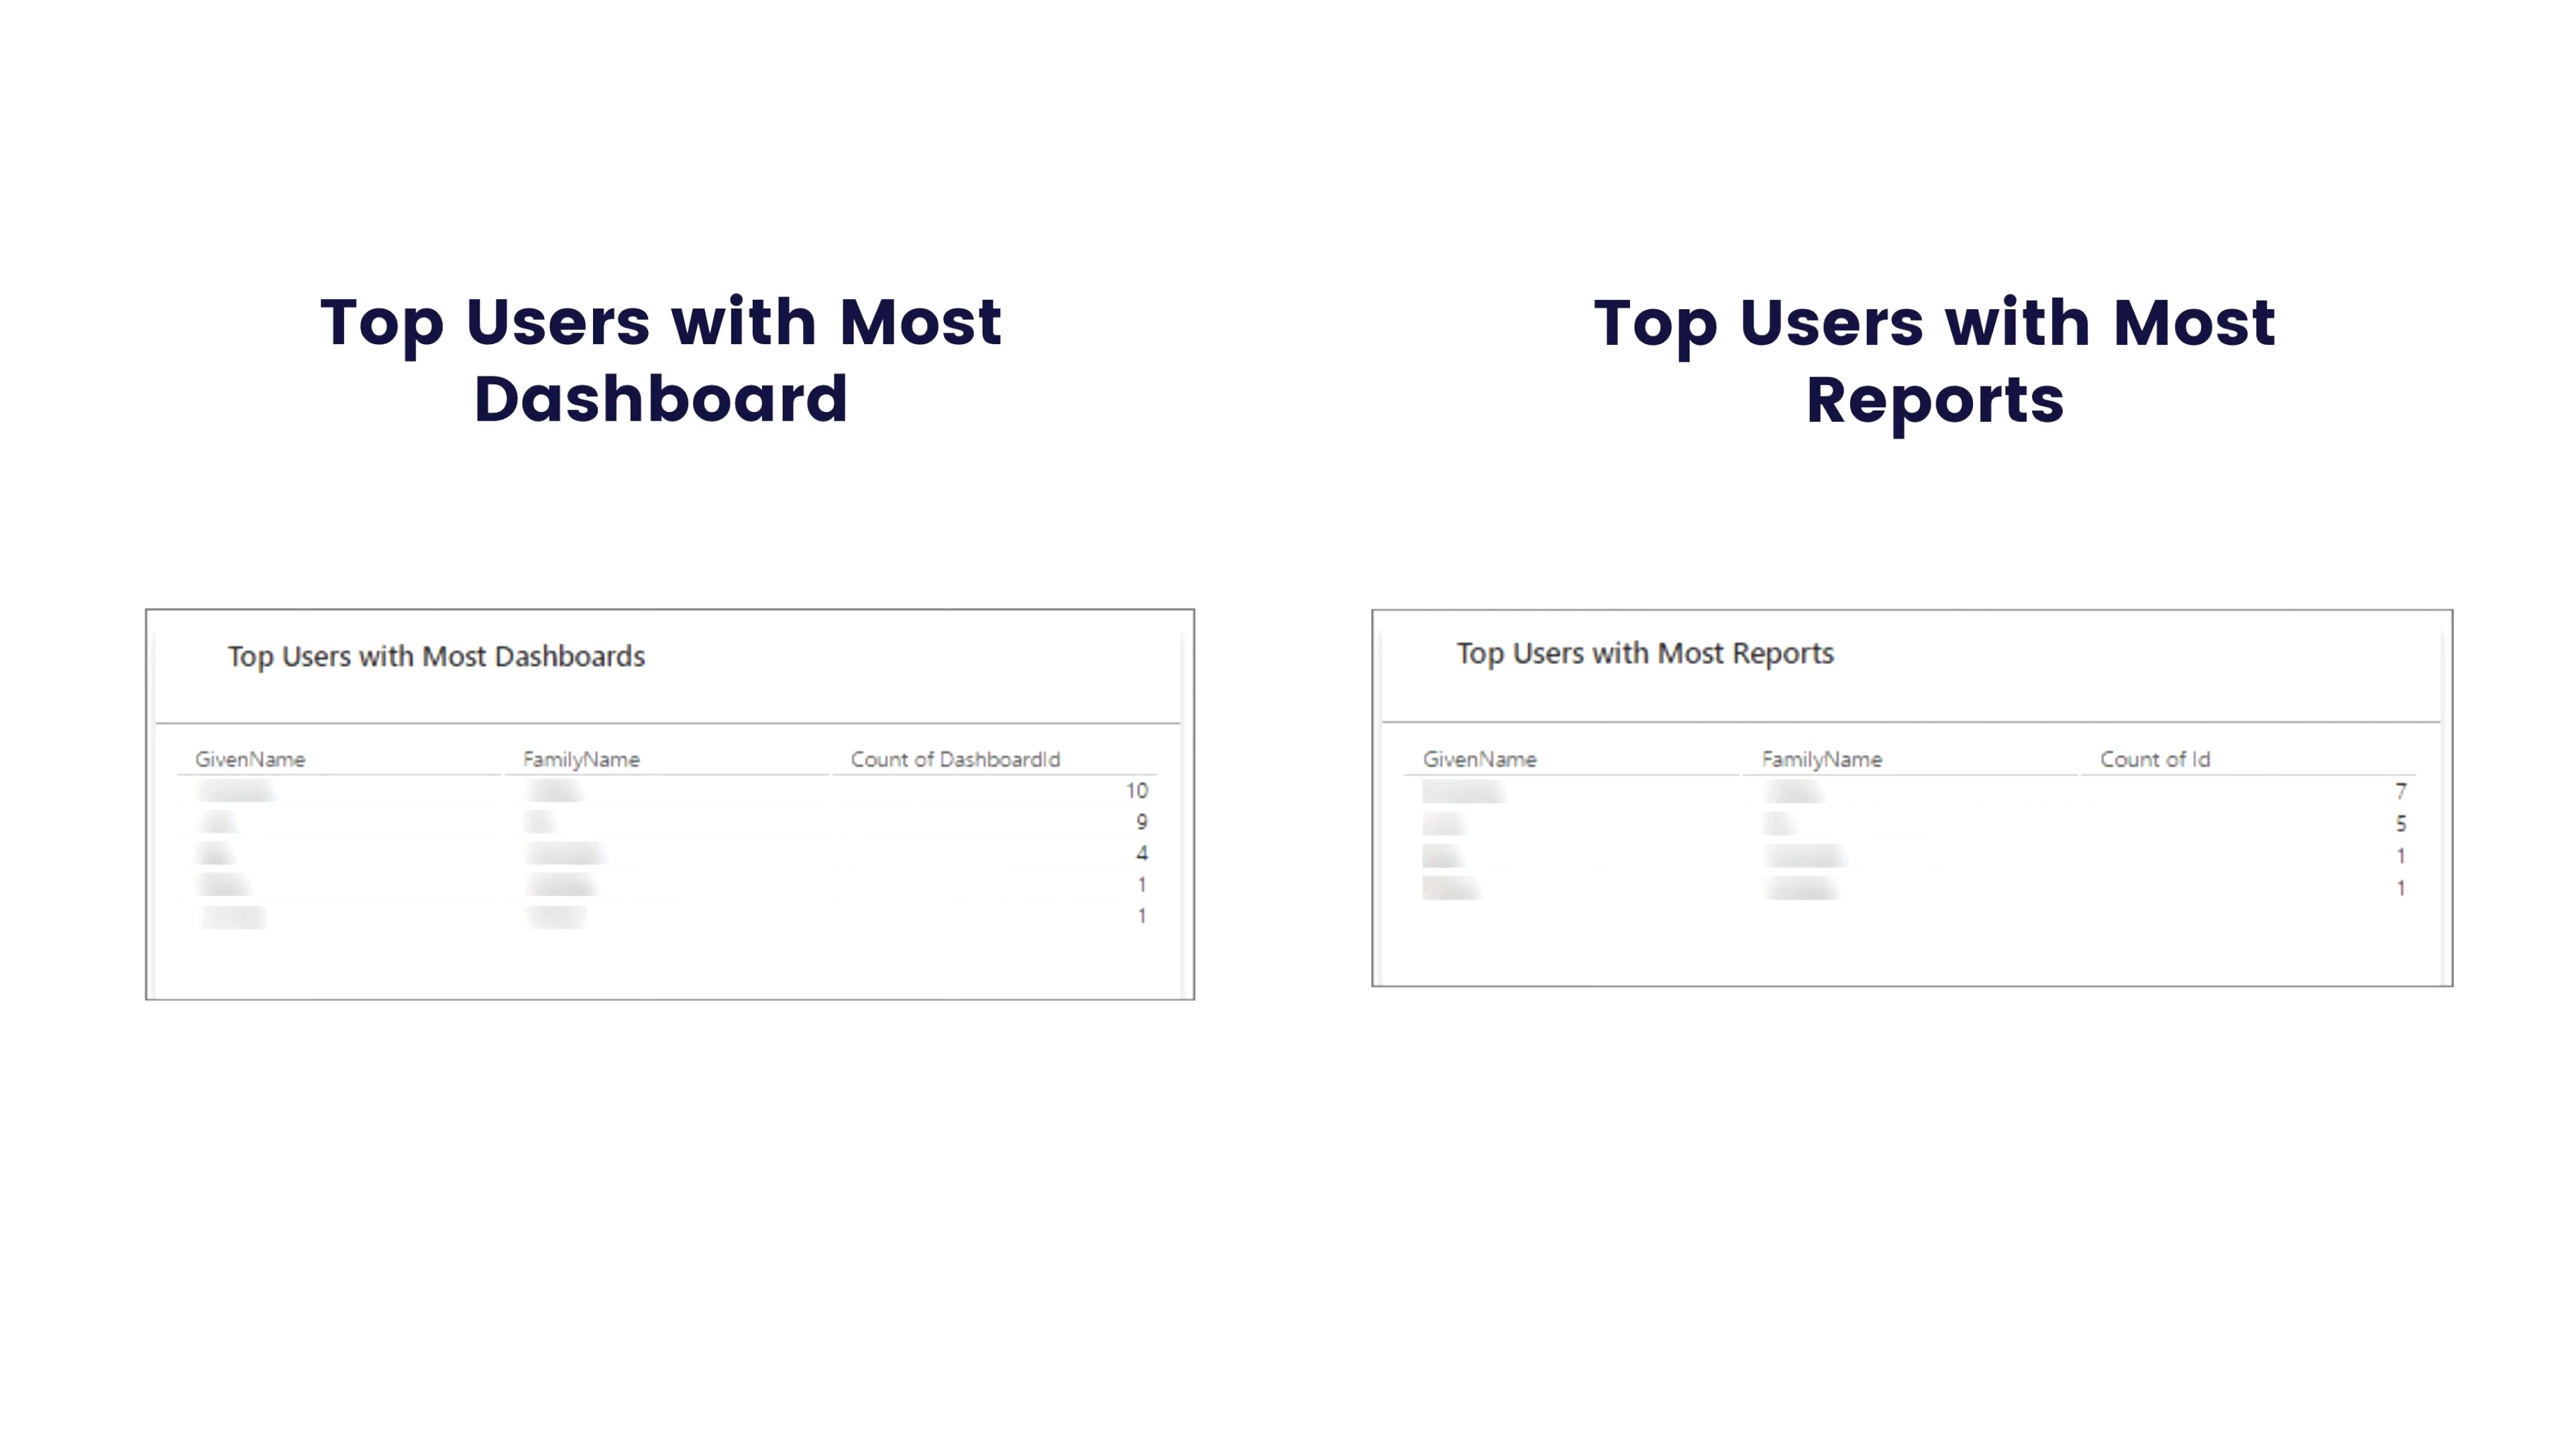 Top Users with Most
Dashboard
Top Users with Most Dashboards
GivenName FamilyName Count of DashboardId
10
9
4
1
1
Top Users with Most
Reports
Top Users with Most Reports
GivenName FamilyName Count of Id
7
5
1
1